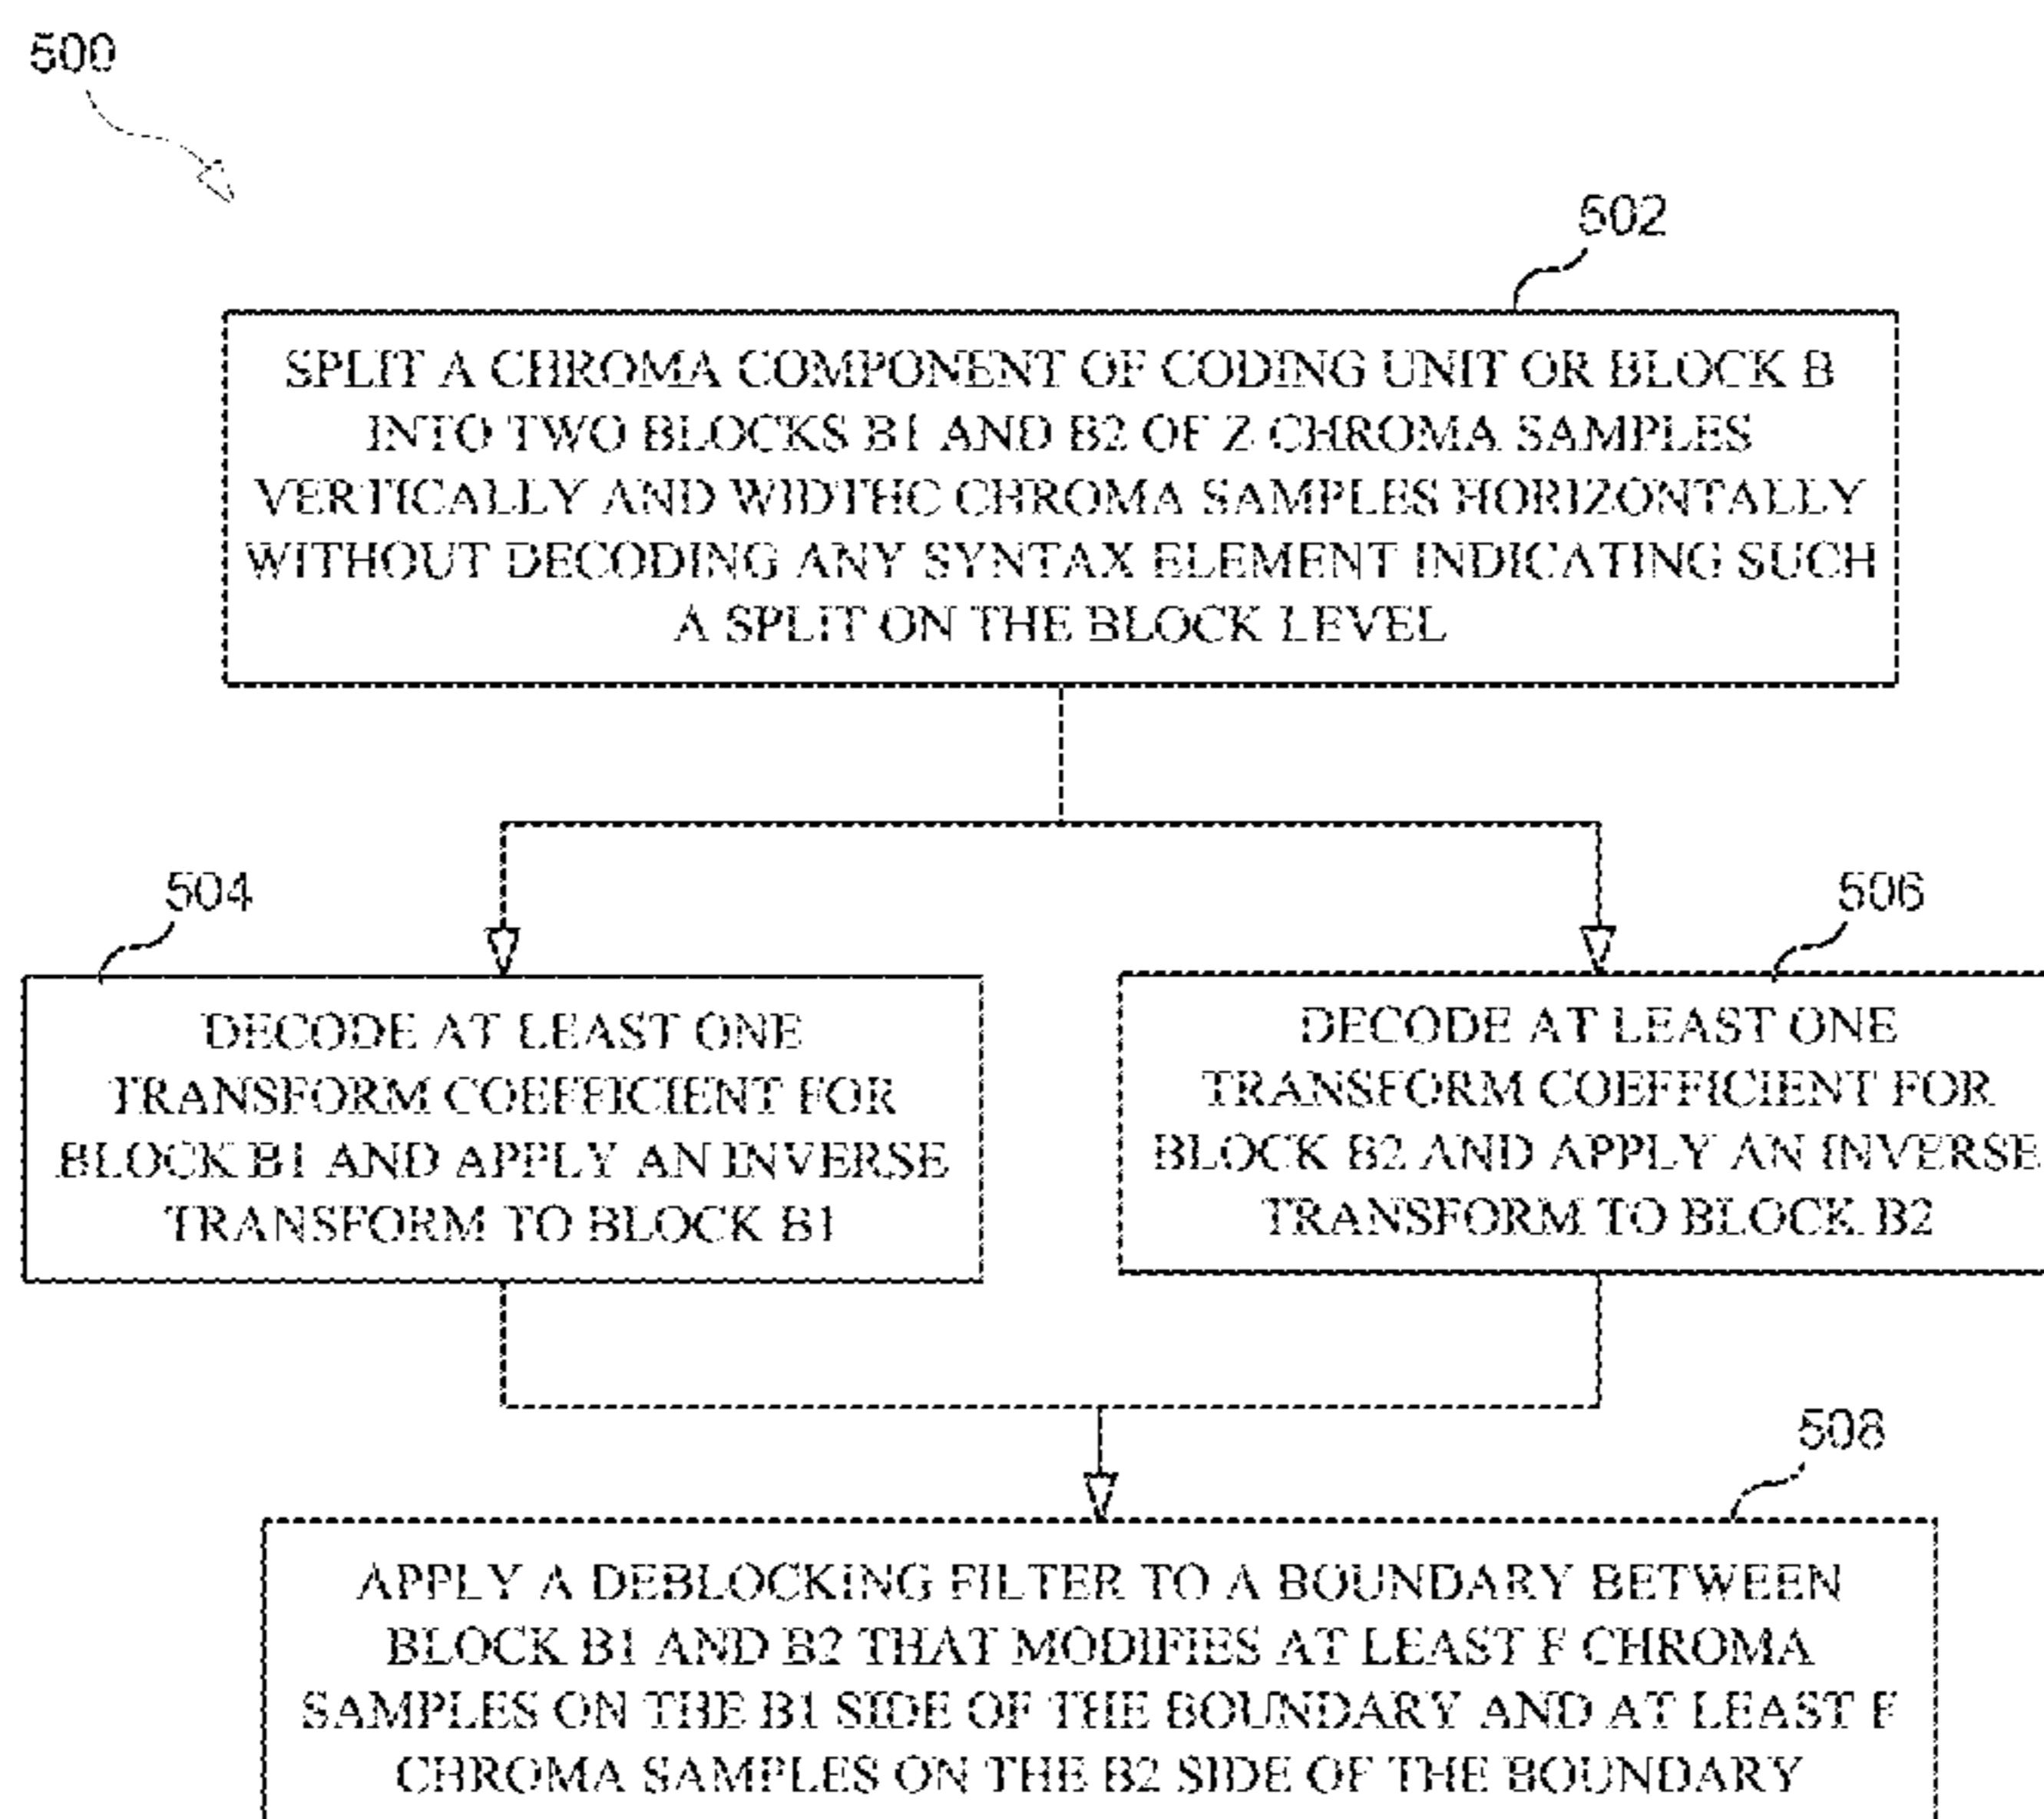 500
502
SPLIT A CHROMA COMPONENT OF CODING UNIT OR BLOCK B
INTO TWO BLOCKS B1 AND B2 OF Z CHROMA SAMPLES
VERTICALLY AND WIDTHC CHROMA SAMPLES HORIZONTALLY
WITHOUT DECODING ANY SYNTAX ELEMENT INDICATING SUCH
A SPLIT ON THE BLOCK LEVEL
504
DECODE AT LEAST ONE
TRANSFORM COEFFICIENT FOR
BLOCK B1 AND APPLY AN INVERSE
TRANSFORM TO BLOCK B1
506
DECODE AT LEAST ONE
TRANSFORM COEFFICIENT FOR
BLOCK B2 AND APPLY AN INVERSE
TRANSFORM TO BLOCK B2
508
APPLY A DEBLOCKING FILTER TO A BOUNDARY BETWEEN
BLOCK B1 AND B2 THAT MODIFIES AT LEAST F CHROMA
SAMPLES ON THE B1 SIDE OF THE BOUNDARY AND AT LEAST F
CHROMA SAMPLES ON THE B2 SIDE OF THE BOUNDARY